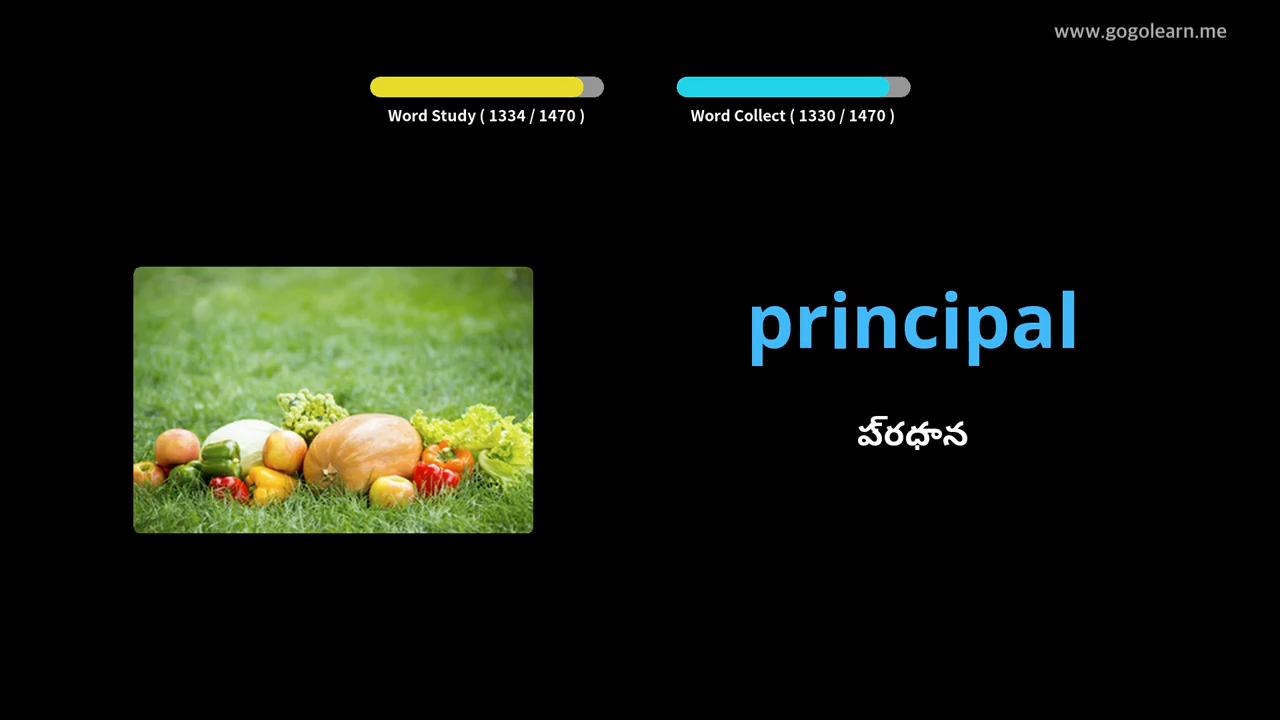 www.gogolearn.me
Word Study ( 1334 / 1470 )
Word Collect ( 1330 / 1470 )
principal
ప్రధాన